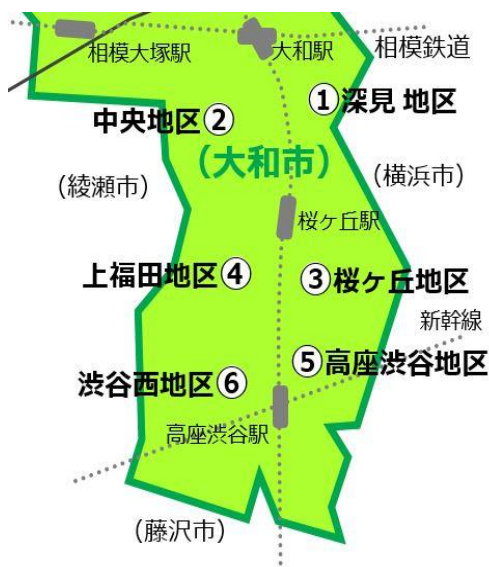 相模大塚駅
大和駅
相模鉄道
①深見 地区
中央地区②
(大和市)
(綾瀬市)
(横浜市)
桜ヶ丘駅
上福田地区④
③桜ヶ丘地区
新幹線
⑤高座渋谷地区
渋谷西地区⑥
高座渋谷駅
(藤沢市)